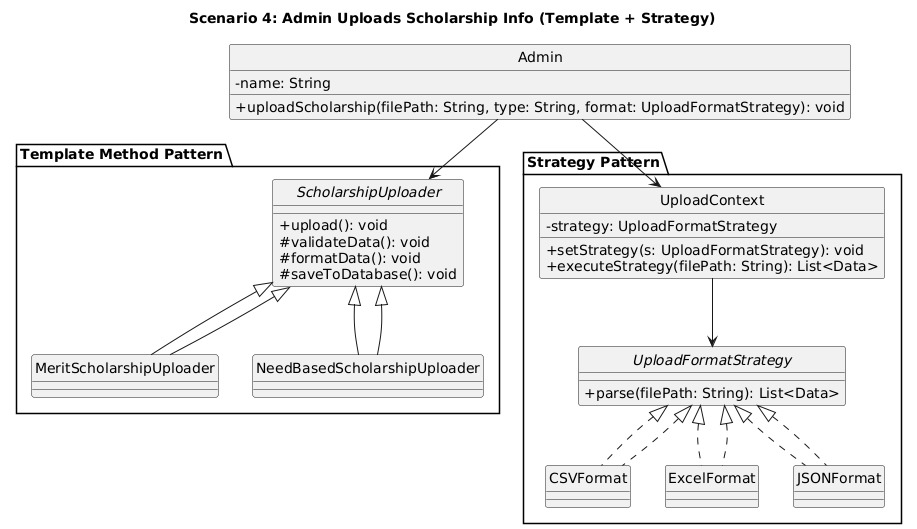 Scenario 4: Admin Uploads Scholarship Info (Template + Strategy)
Admin
-name: String
+uploadScholarship(filePath: String, type: String, format: UploadFormatStrategy): void
Template Method Pattern
ScholarshipUploader
+upload(): void
#validateData(): void
#formatData(): void
#saveToDatabase(): void
MeritScholarshipUploader
NeedBasedScholarshipUploader
Strategy Pattern
UploadContext
-strategy: UploadFormatStrategy
+setStrategy(s: UploadFormatStrategy): void
+executeStrategy(filePath: String): List<Data>
UploadFormatStrategy
+parse(filePath: String): List<Data>
CSVFormat
ExcelFormat
JSONFormat